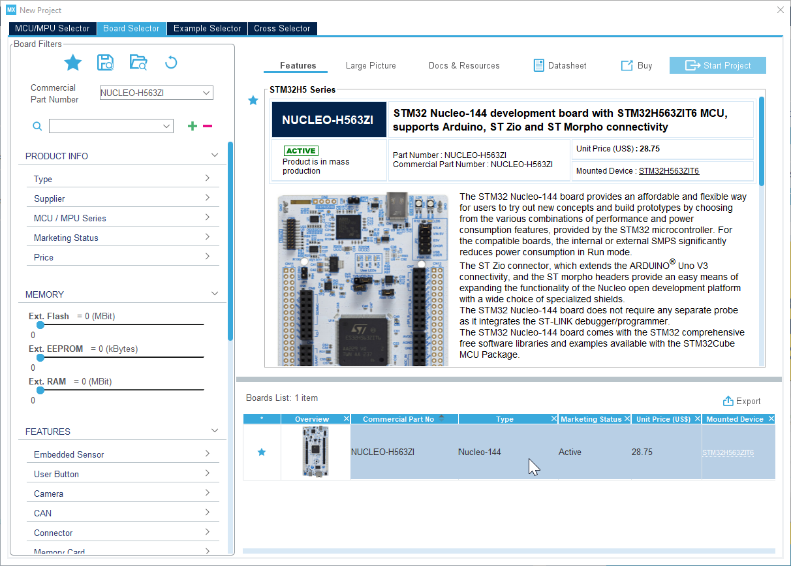 MX New Project
MCU/MPU Selector Board Selector Example Selector Cross Selector
Board Filters
Commercial
Part Number
NUCLEO-H563ZI
PRODUCT INFO
Type
Supplier
MCU / MPU Series
Marketing Status
Price
MEMORY
Ext. Flash = 0 (MBit)
0
Ext. EEPROM = 0 (kBytes)
0
Ext. RAM = 0 (MBit)
0
FEATURES
Embedded Sensor
User Button
Camera
CAN
Connector
Memory Card
Features Large Picture Docs & Resources Datasheet Buy Start Project
STM32H5 Series
NUCLEO-H563ZI
STM32 Nucleo-144 development board with STM32H563ZIT6 MCU,
supports Arduino, ST Zio and ST Morpho connectivity
ACTIVE
Product is in mass
production
Part Number : NUCLEO-H563ZI
Commercial Part Number : NUCLEO-H563ZI
Unit Price (US$) : 28.75
Mounted Device : STM32H563ZIT6
The STM32 Nucleo-144 board provides an affordable and flexible way
for users to try out new concepts and build prototypes by choosing
from the various combinations of performance and power
consumption features, provided by the STM32 microcontroller. For
the compatible boards, the internal or external SMPS significantly
reduces power consumption in Run mode.
The ST Zio connector, which extends the ARDUINO® Uno V3
connectivity, and the ST morpho headers provide an easy means of
expanding the functionality of the Nucleo open development platform
with a wide choice of specialized shields.
The STM32 Nucleo-144 board does not require any separate probe
as it integrates the ST-LINK debugger/programmer.
The STM32 Nucleo-144 board comes with the STM32 comprehensive
free software libraries and examples available with the STM32Cube
MCU Package.
Boards List: 1 item
Export
* Overview Commercial Part No Type Marketing Status Unit Price (US$) Mounted Device
NUCLEO-H563ZI Nucleo-144 Active 28.75 STM32H563ZIT6